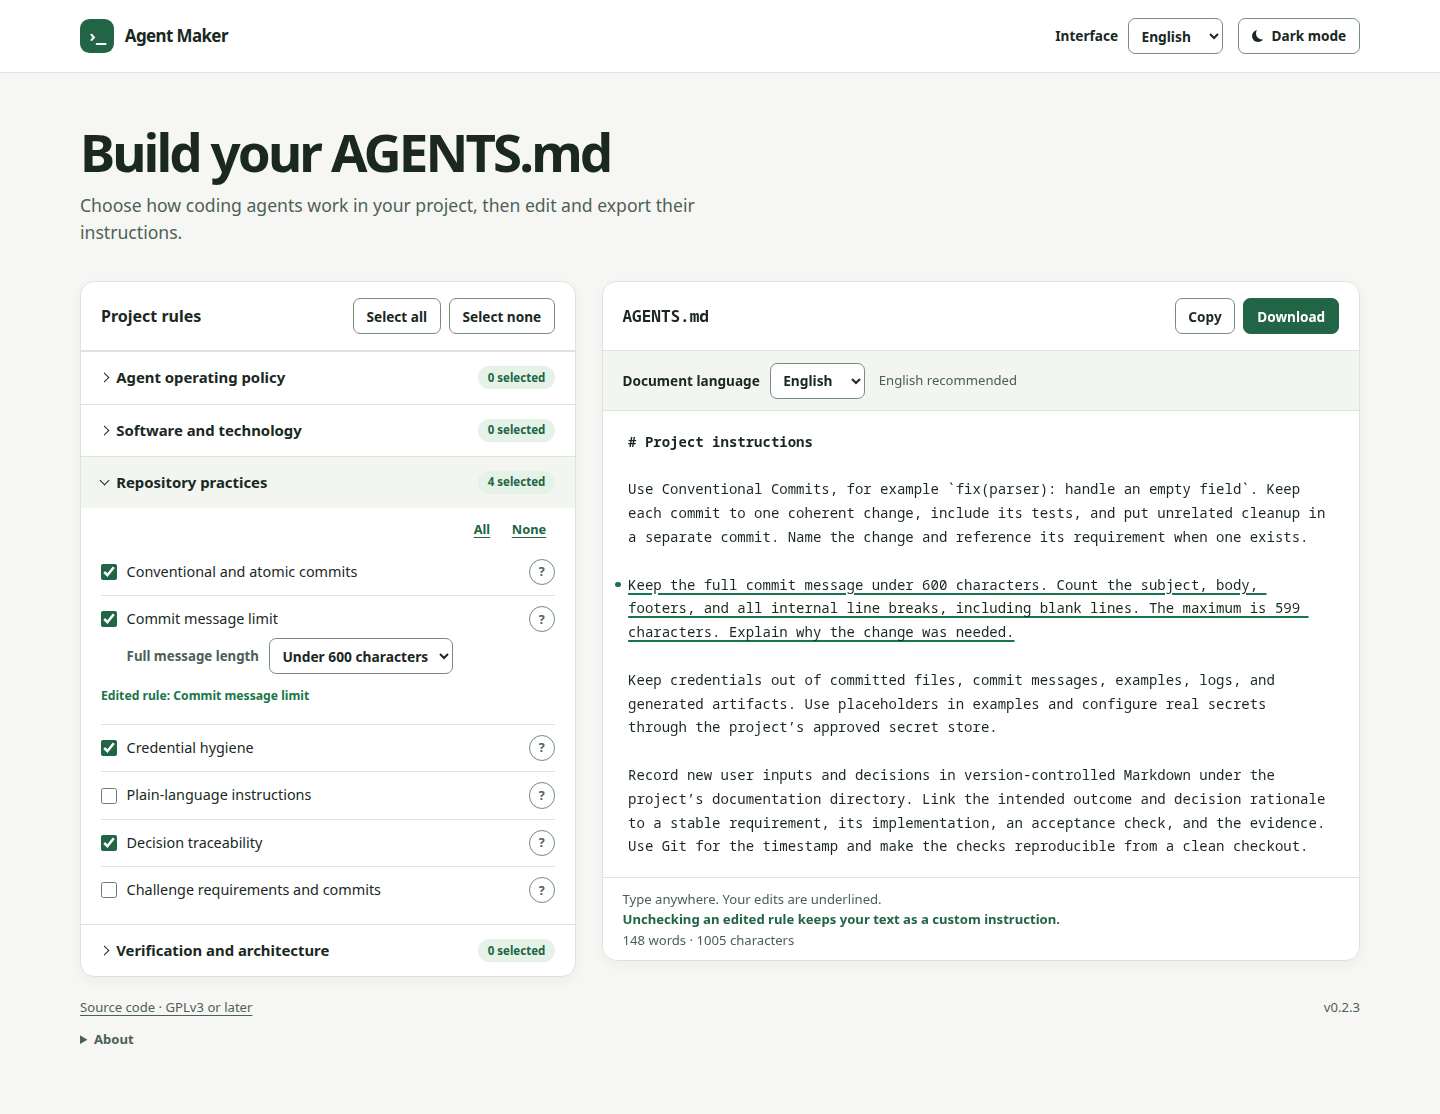 ›_ Agent Maker
Interface English Dark mode
Build your AGENTS.md
Choose how coding agents work in your project, then edit and export their
instructions.
Project rules Select all Select none
Agent operating policy 0 selected
Software and technology 0 selected
Repository practices 4 selected
All None
Conventional and atomic commits ?
Commit message limit ?
Full message length Under 600 characters
Edited rule: Commit message limit
Credential hygiene ?
Plain-language instructions ?
Decision traceability ?
Challenge requirements and commits ?
Verification and architecture 0 selected
AGENTS.md Copy Download
Document language English English recommended
# Project instructions
Use Conventional Commits, for example `fix(parser): handle an empty field`. Keep
each commit to one coherent change, include its tests, and put unrelated cleanup in
a separate commit. Name the change and reference its requirement when one exists.
Keep the full commit message under 600 characters. Count the subject, body,
footers, and all internal line breaks, including blank lines. The maximum is 599
characters. Explain why the change was needed.
Keep credentials out of committed files, commit messages, examples, logs, and
generated artifacts. Use placeholders in examples and configure real secrets
through the project’s approved secret store.
Record new user inputs and decisions in version-controlled Markdown under the
project’s documentation directory. Link the intended outcome and decision rationale
to a stable requirement, its implementation, an acceptance check, and the evidence.
Use Git for the timestamp and make the checks reproducible from a clean checkout.
Type anywhere. Your edits are underlined.
Unchecking an edited rule keeps your text as a custom instruction.
148 words · 1005 characters
Source code · GPLv3 or later v0.2.3
About